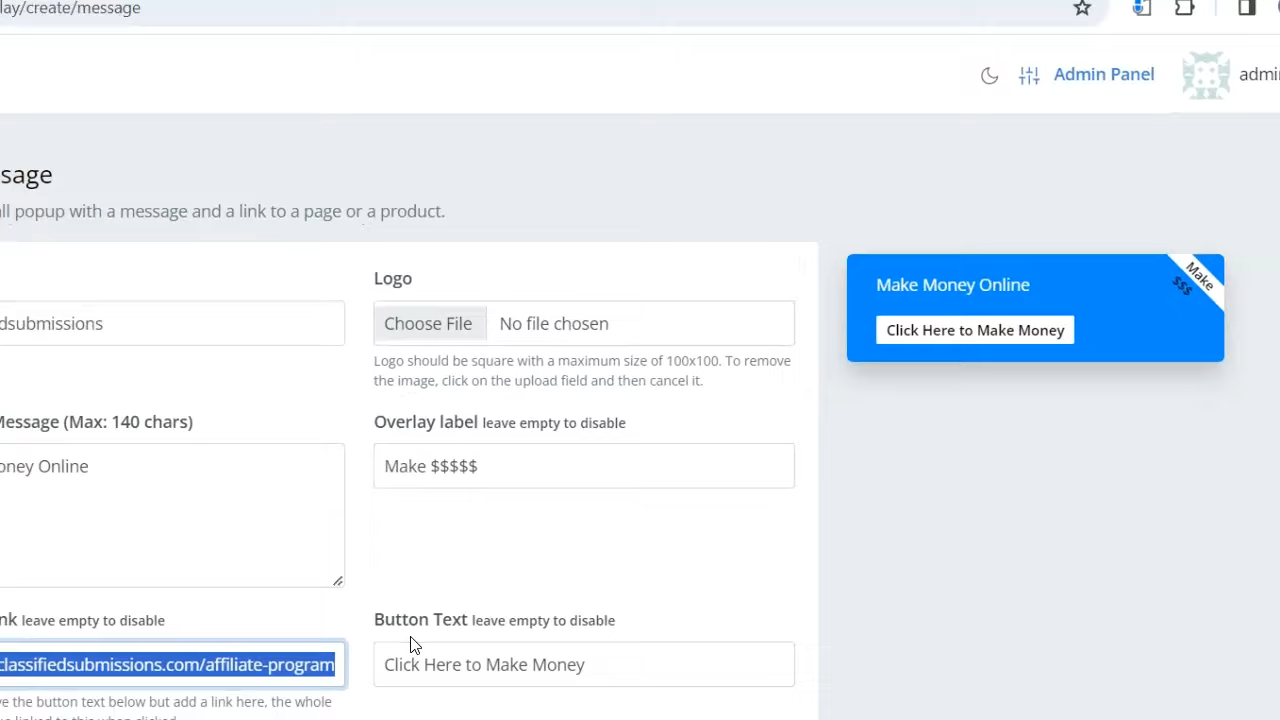 lay/create/message
Admin Panel
admi
sage
ll popup with a message and a link to a page or a product.
Logo
dsubmissions
Choose File
No file chosen
Logo should be square with a maximum size of 100x100. To remove
the image, click on the upload field and then cancel it.
Message (Max: 140 chars)
Overlay label leave empty to disable
oney Online
Make $$$$$
nk leave empty to disable
Button Text leave empty to disable
classifiedsubmissions.com/affiliate-program
Click Here to Make Money
ve the button text below but add a link here, the whole
linked to this when clicked
Make Money Online
Click Here to Make Money
Make
$$$